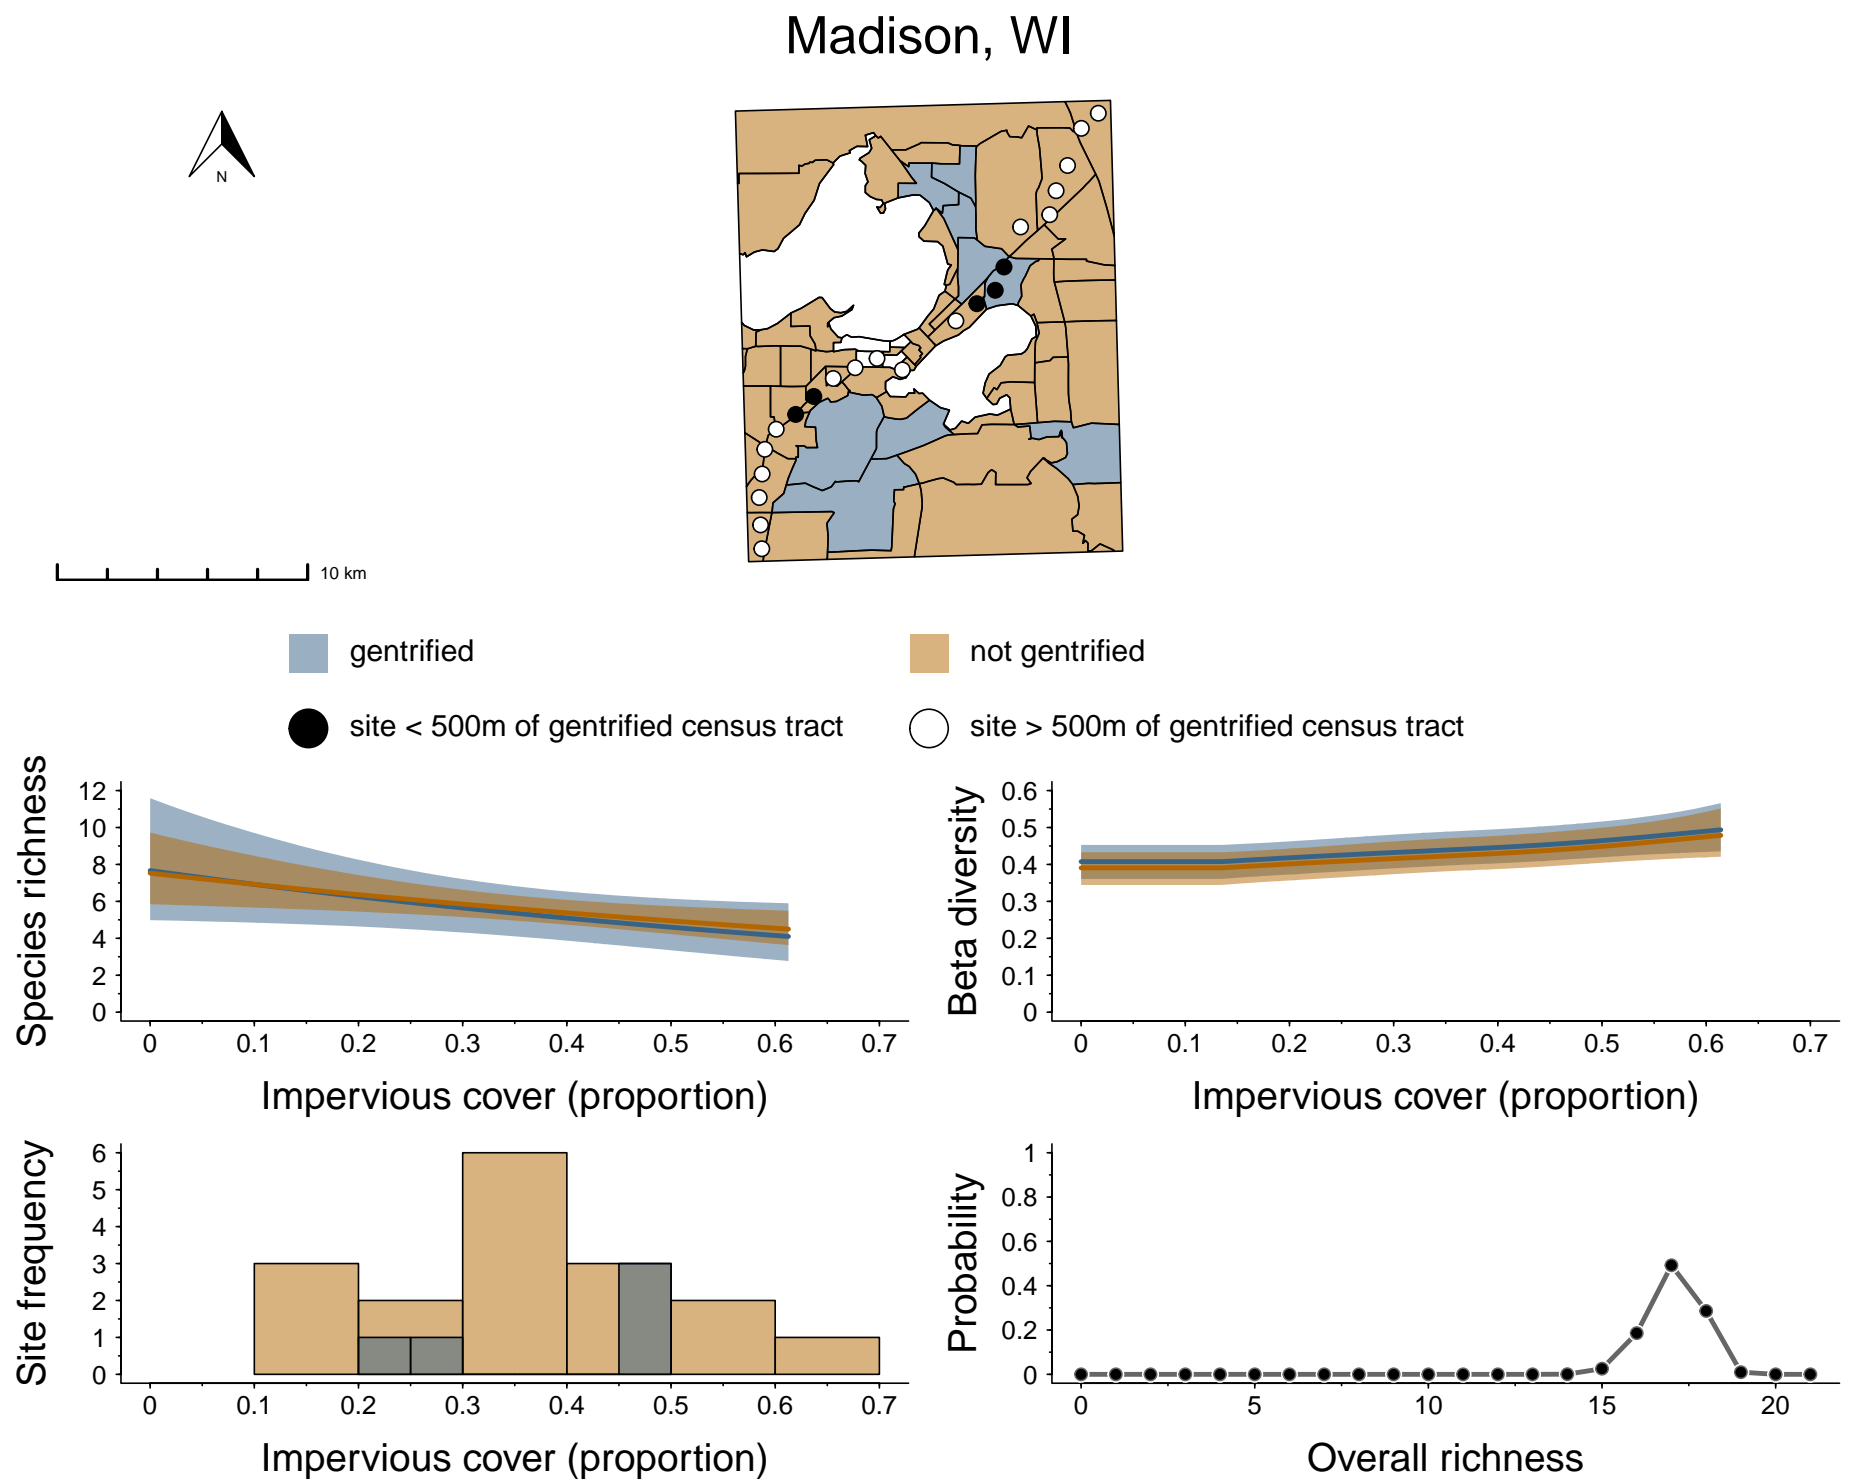 Madison, WI
N
10 km
gentrified
not gentrified
site < 500m of gentrified census tract
site > 500m of gentrified census tract
Species richness
12
10
8
6
4
2
0
0 0.1 0.2 0.3 0.4 0.5 0.6 0.7
Impervious cover (proportion)
Beta diversity
0.6
0.5
0.4
0.3
0.2
0.1
0
0 0.1 0.2 0.3 0.4 0.5 0.6 0.7
Impervious cover (proportion)
Site frequency
6
5
4
3
2
1
0
0 0.1 0.2 0.3 0.4 0.5 0.6 0.7
Impervious cover (proportion)
Probability
1
0.8
0.6
0.4
0.2
0
0 5 10 15 20
Overall richness